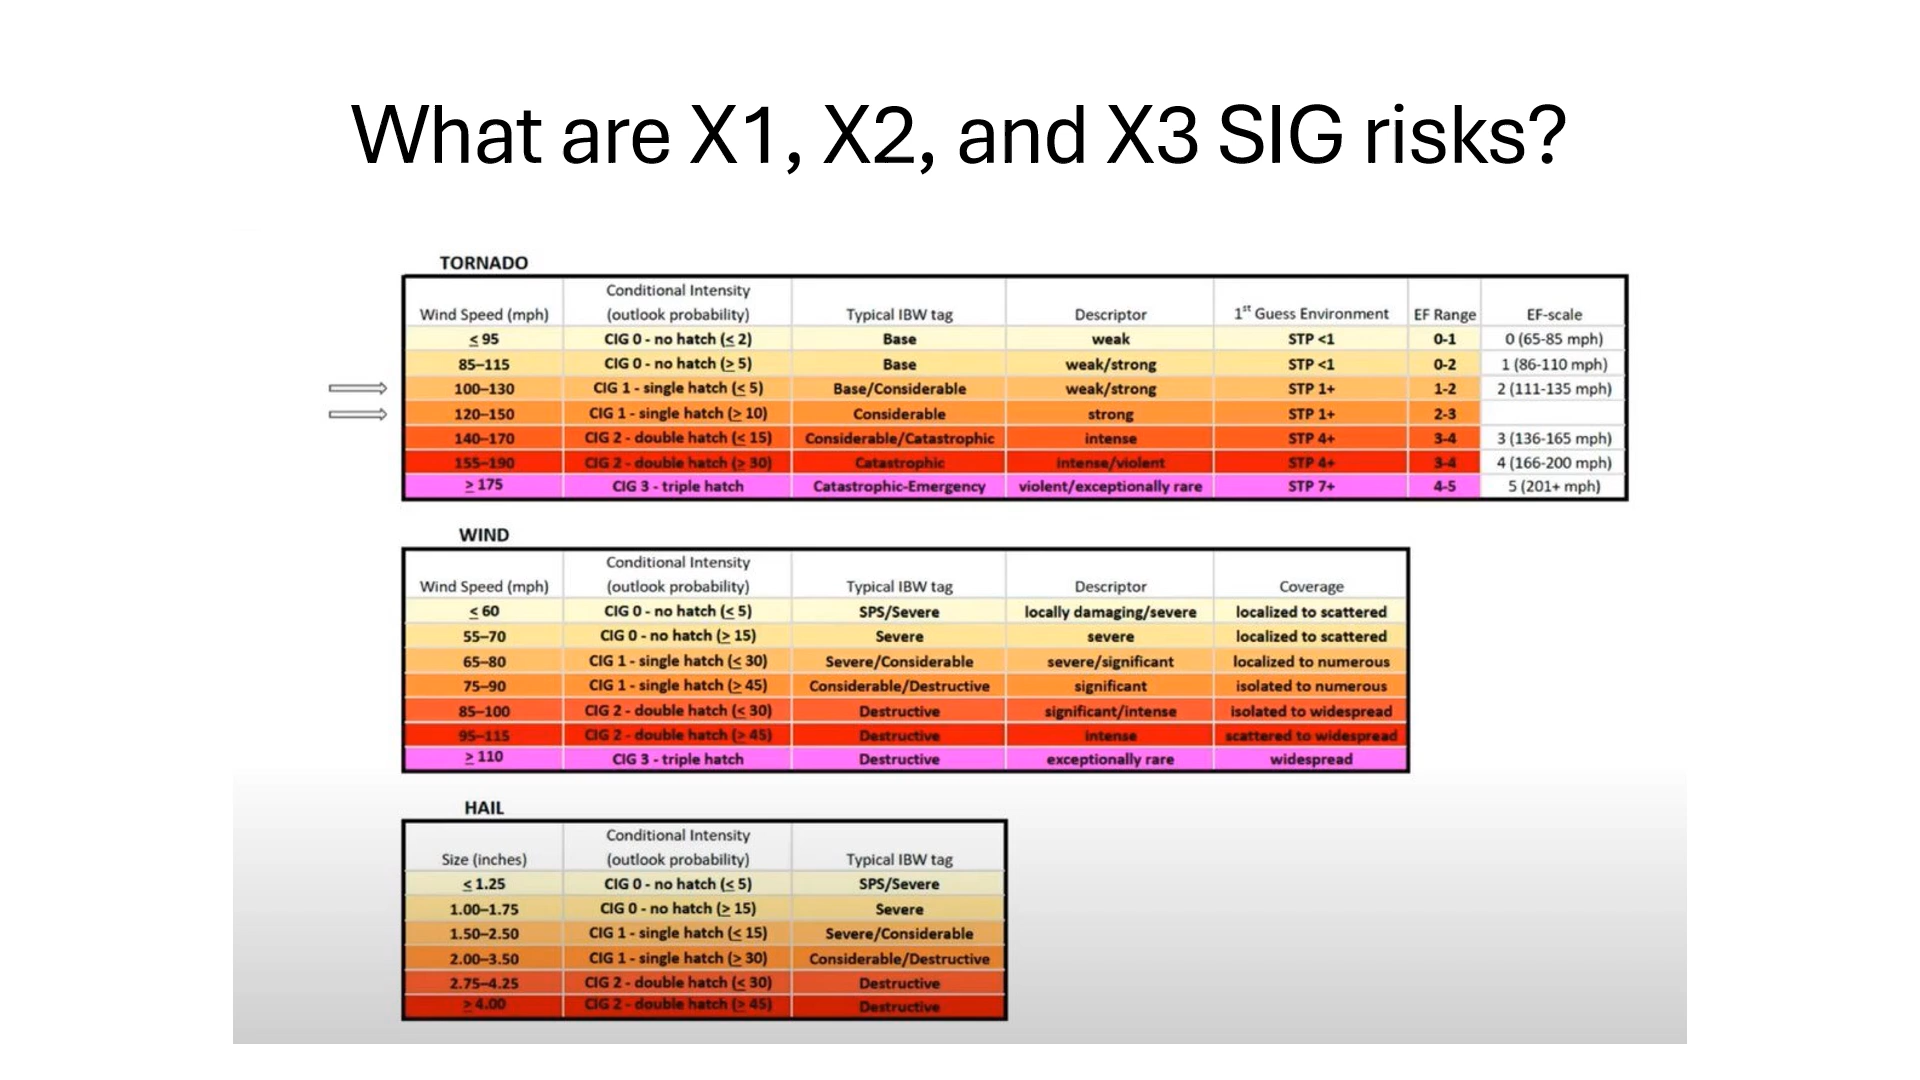 What are X1, X2, and X3 SIG risks?
TORNADO
Wind Speed (mph) Conditional Intensity (outlook probability) Typical IBW tag Descriptor 1st Guess Environment EF Range EF-scale
≤ 95 CIG 0 - no hatch (≤ 2) Base weak STP <1 0-1 0 (65-85 mph)
85–115 CIG 0 - no hatch (≥ 5) Base weak/strong STP <1 0-2 1 (86-110 mph)
100–130 CIG 1 - single hatch (≤ 5) Base/Considerable weak/strong STP 1+ 1-2 2 (111-135 mph)
120–150 CIG 1 - single hatch (≥ 10) Considerable strong STP 1+ 2-3
140–170 CIG 2 - double hatch (≤ 15) Considerable/Catastrophic intense STP 4+ 3-4 3 (136-165 mph)
155–190 CIG 2 - double hatch (≥ 30) Catastrophic intense/violent STP 4+ 3-4 4 (166-200 mph)
≥ 175 CIG 3 - triple hatch Catastrophic-Emergency violent/exceptionally rare STP 7+ 4-5 5 (201+ mph)
WIND
Wind Speed (mph) Conditional Intensity (outlook probability) Typical IBW tag Descriptor Coverage
≤ 60 CIG 0 - no hatch (≤ 5) SPS/Severe locally damaging/severe localized to scattered
55–70 CIG 0 - no hatch (≥ 15) Severe severe localized to scattered
65–80 CIG 1 - single hatch (≤ 30) Severe/Considerable severe/significant localized to numerous
75–90 CIG 1 - single hatch (≥ 45) Considerable/Destructive significant isolated to numerous
85–100 CIG 2 - double hatch (≤ 30) Destructive significant/intense isolated to widespread
95–115 CIG 2 - double hatch (≥ 45) Destructive intense scattered to widespread
≥ 110 CIG 3 - triple hatch Destructive exceptionally rare widespread
HAIL
Size (inches) Conditional Intensity (outlook probability) Typical IBW tag
≤ 1.25 CIG 0 - no hatch (≤ 5) SPS/Severe
1.00–1.75 CIG 0 - no hatch (≥ 15) Severe
1.50–2.50 CIG 1 - single hatch (≤ 15) Severe/Considerable
2.00–3.50 CIG 1 - single hatch (≥ 30) Considerable/Destructive
2.75–4.25 CIG 2 - double hatch (≤ 30) Destructive
≥ 4.00 CIG 2 - double hatch (≥ 45) Destructive